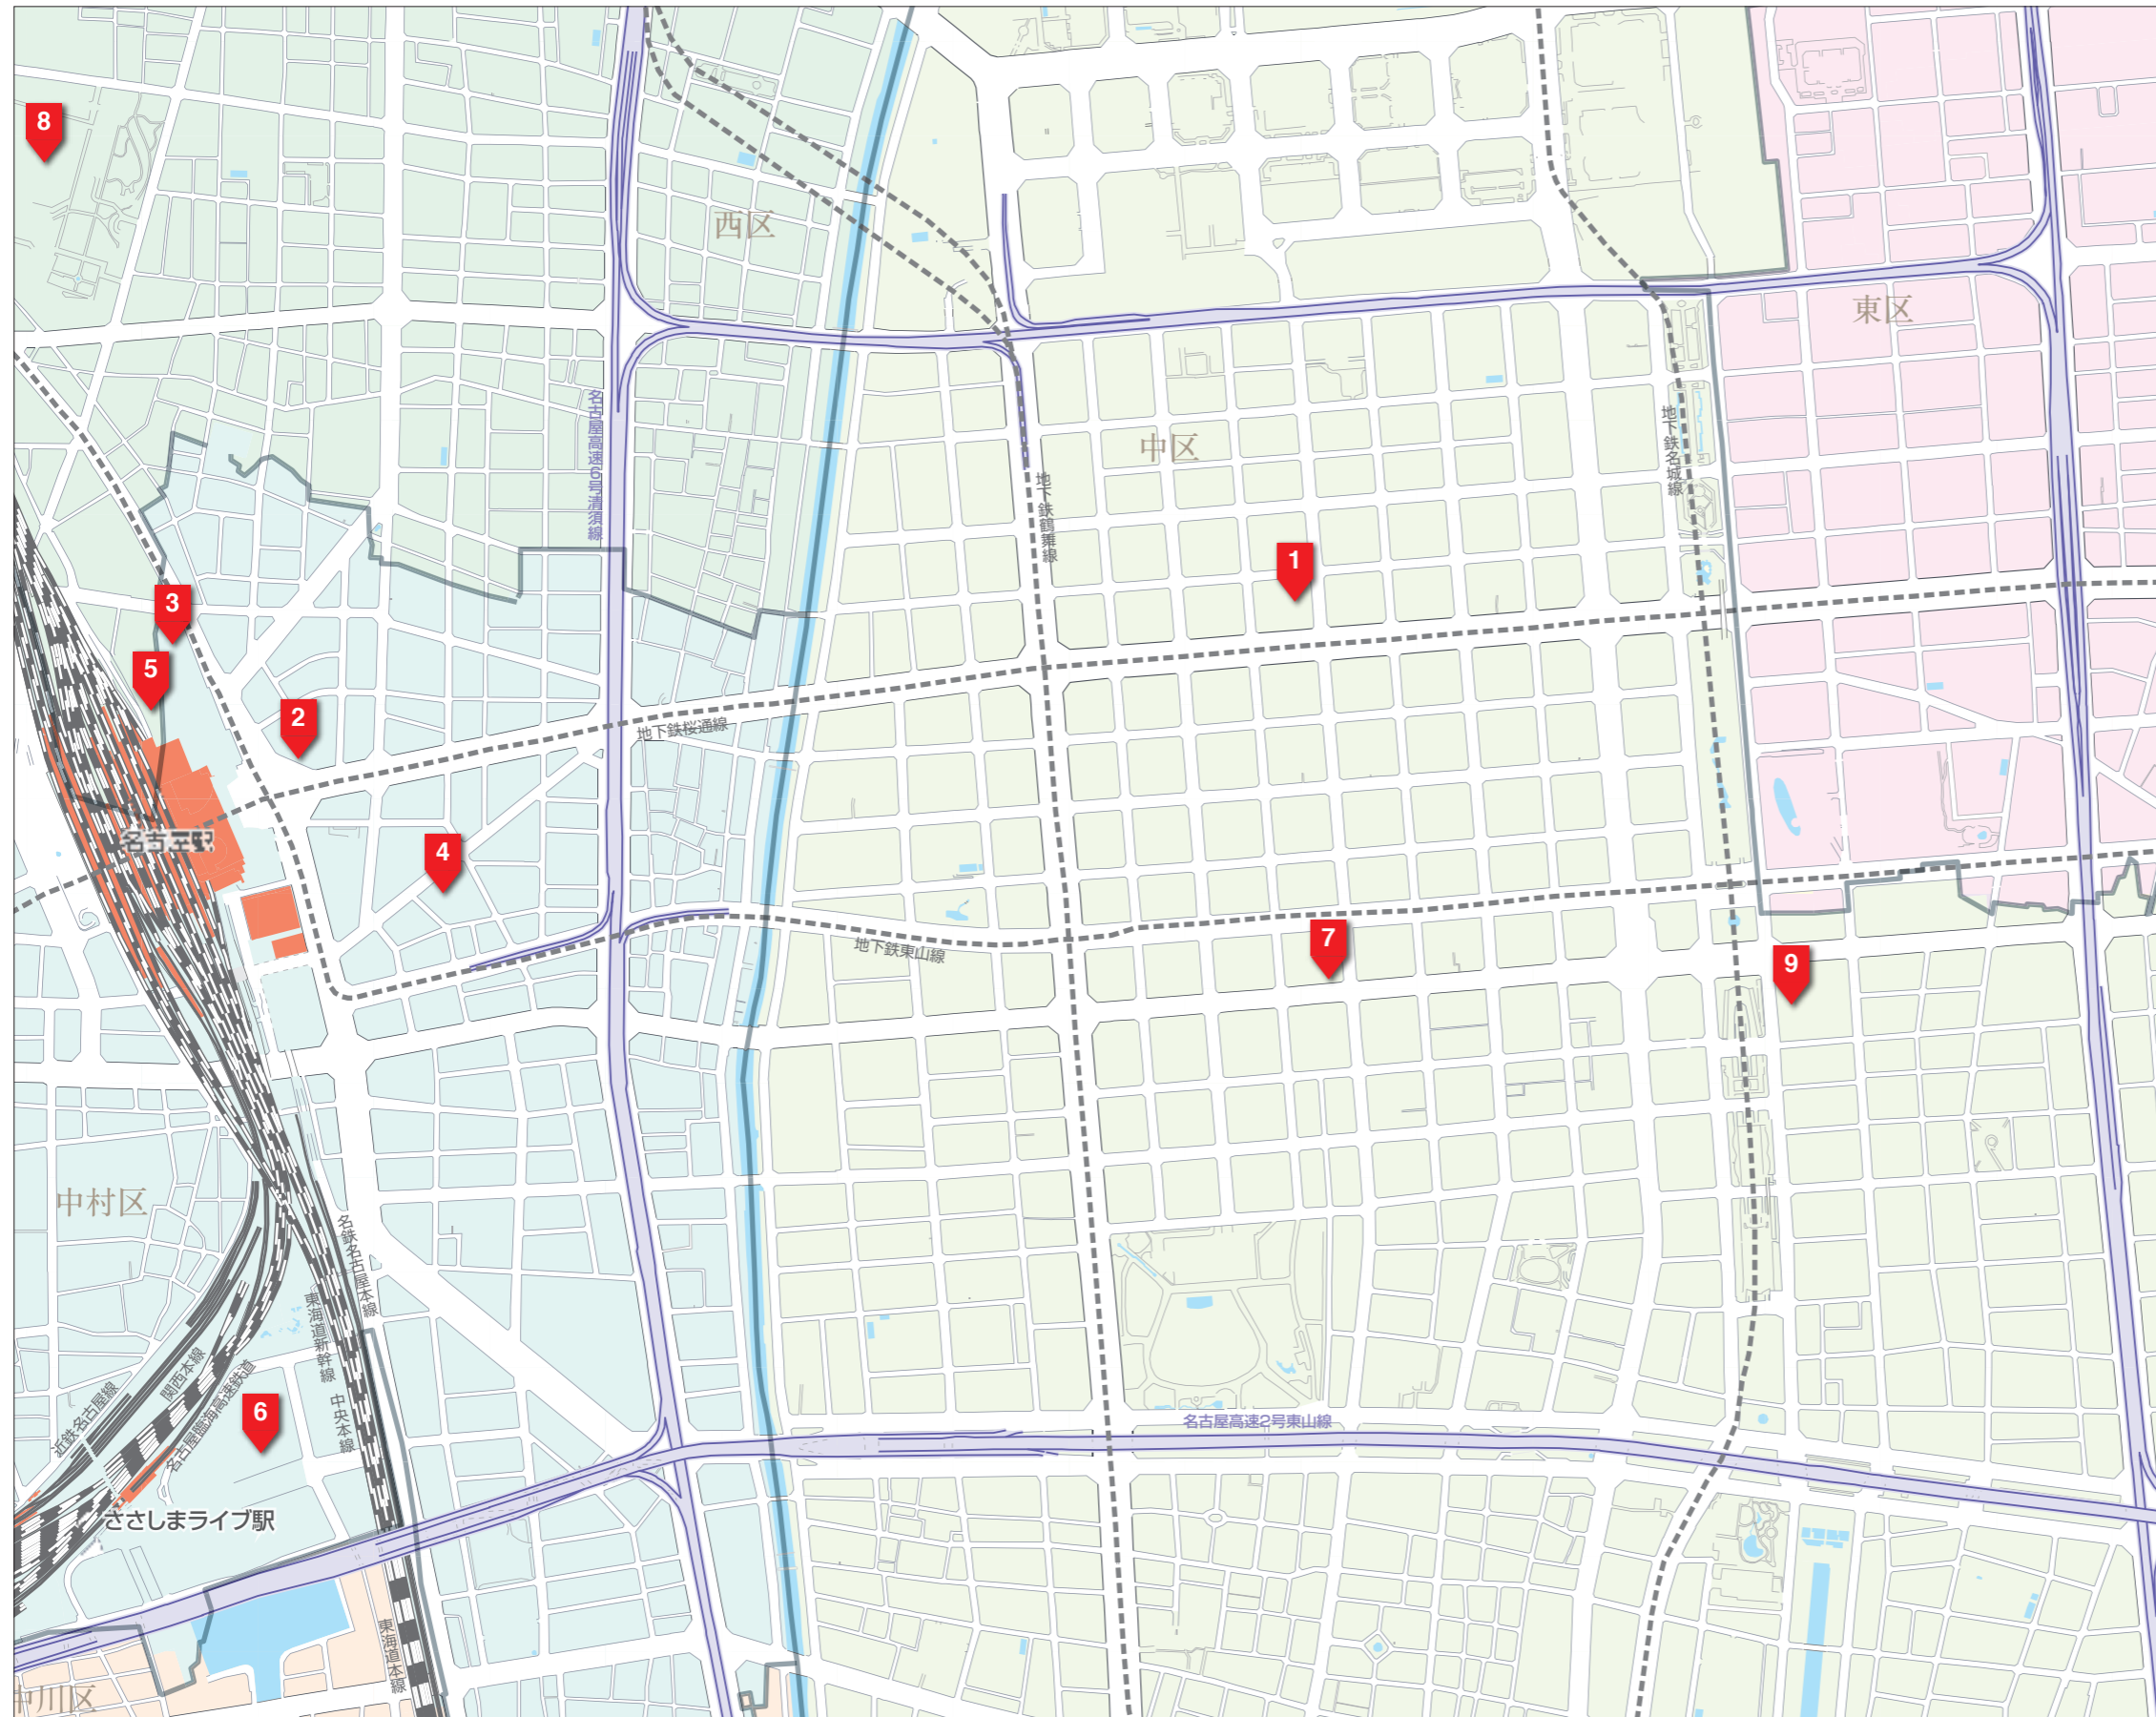 8
西区
東区
名古屋高速6号清須線
地下鉄名城線
中区
地下鉄鶴舞線
1
3
5
2
地下鉄桜通線
名古屋駅
4
7
地下鉄東山線
9
中村区
名鉄名古屋本線
東海道新幹線
関西本線
近鉄名古屋線
名古屋臨海高速鉄道
中央本線
6
名古屋高速2号東山線
ささしまライブ駅
東海道本線
中川区